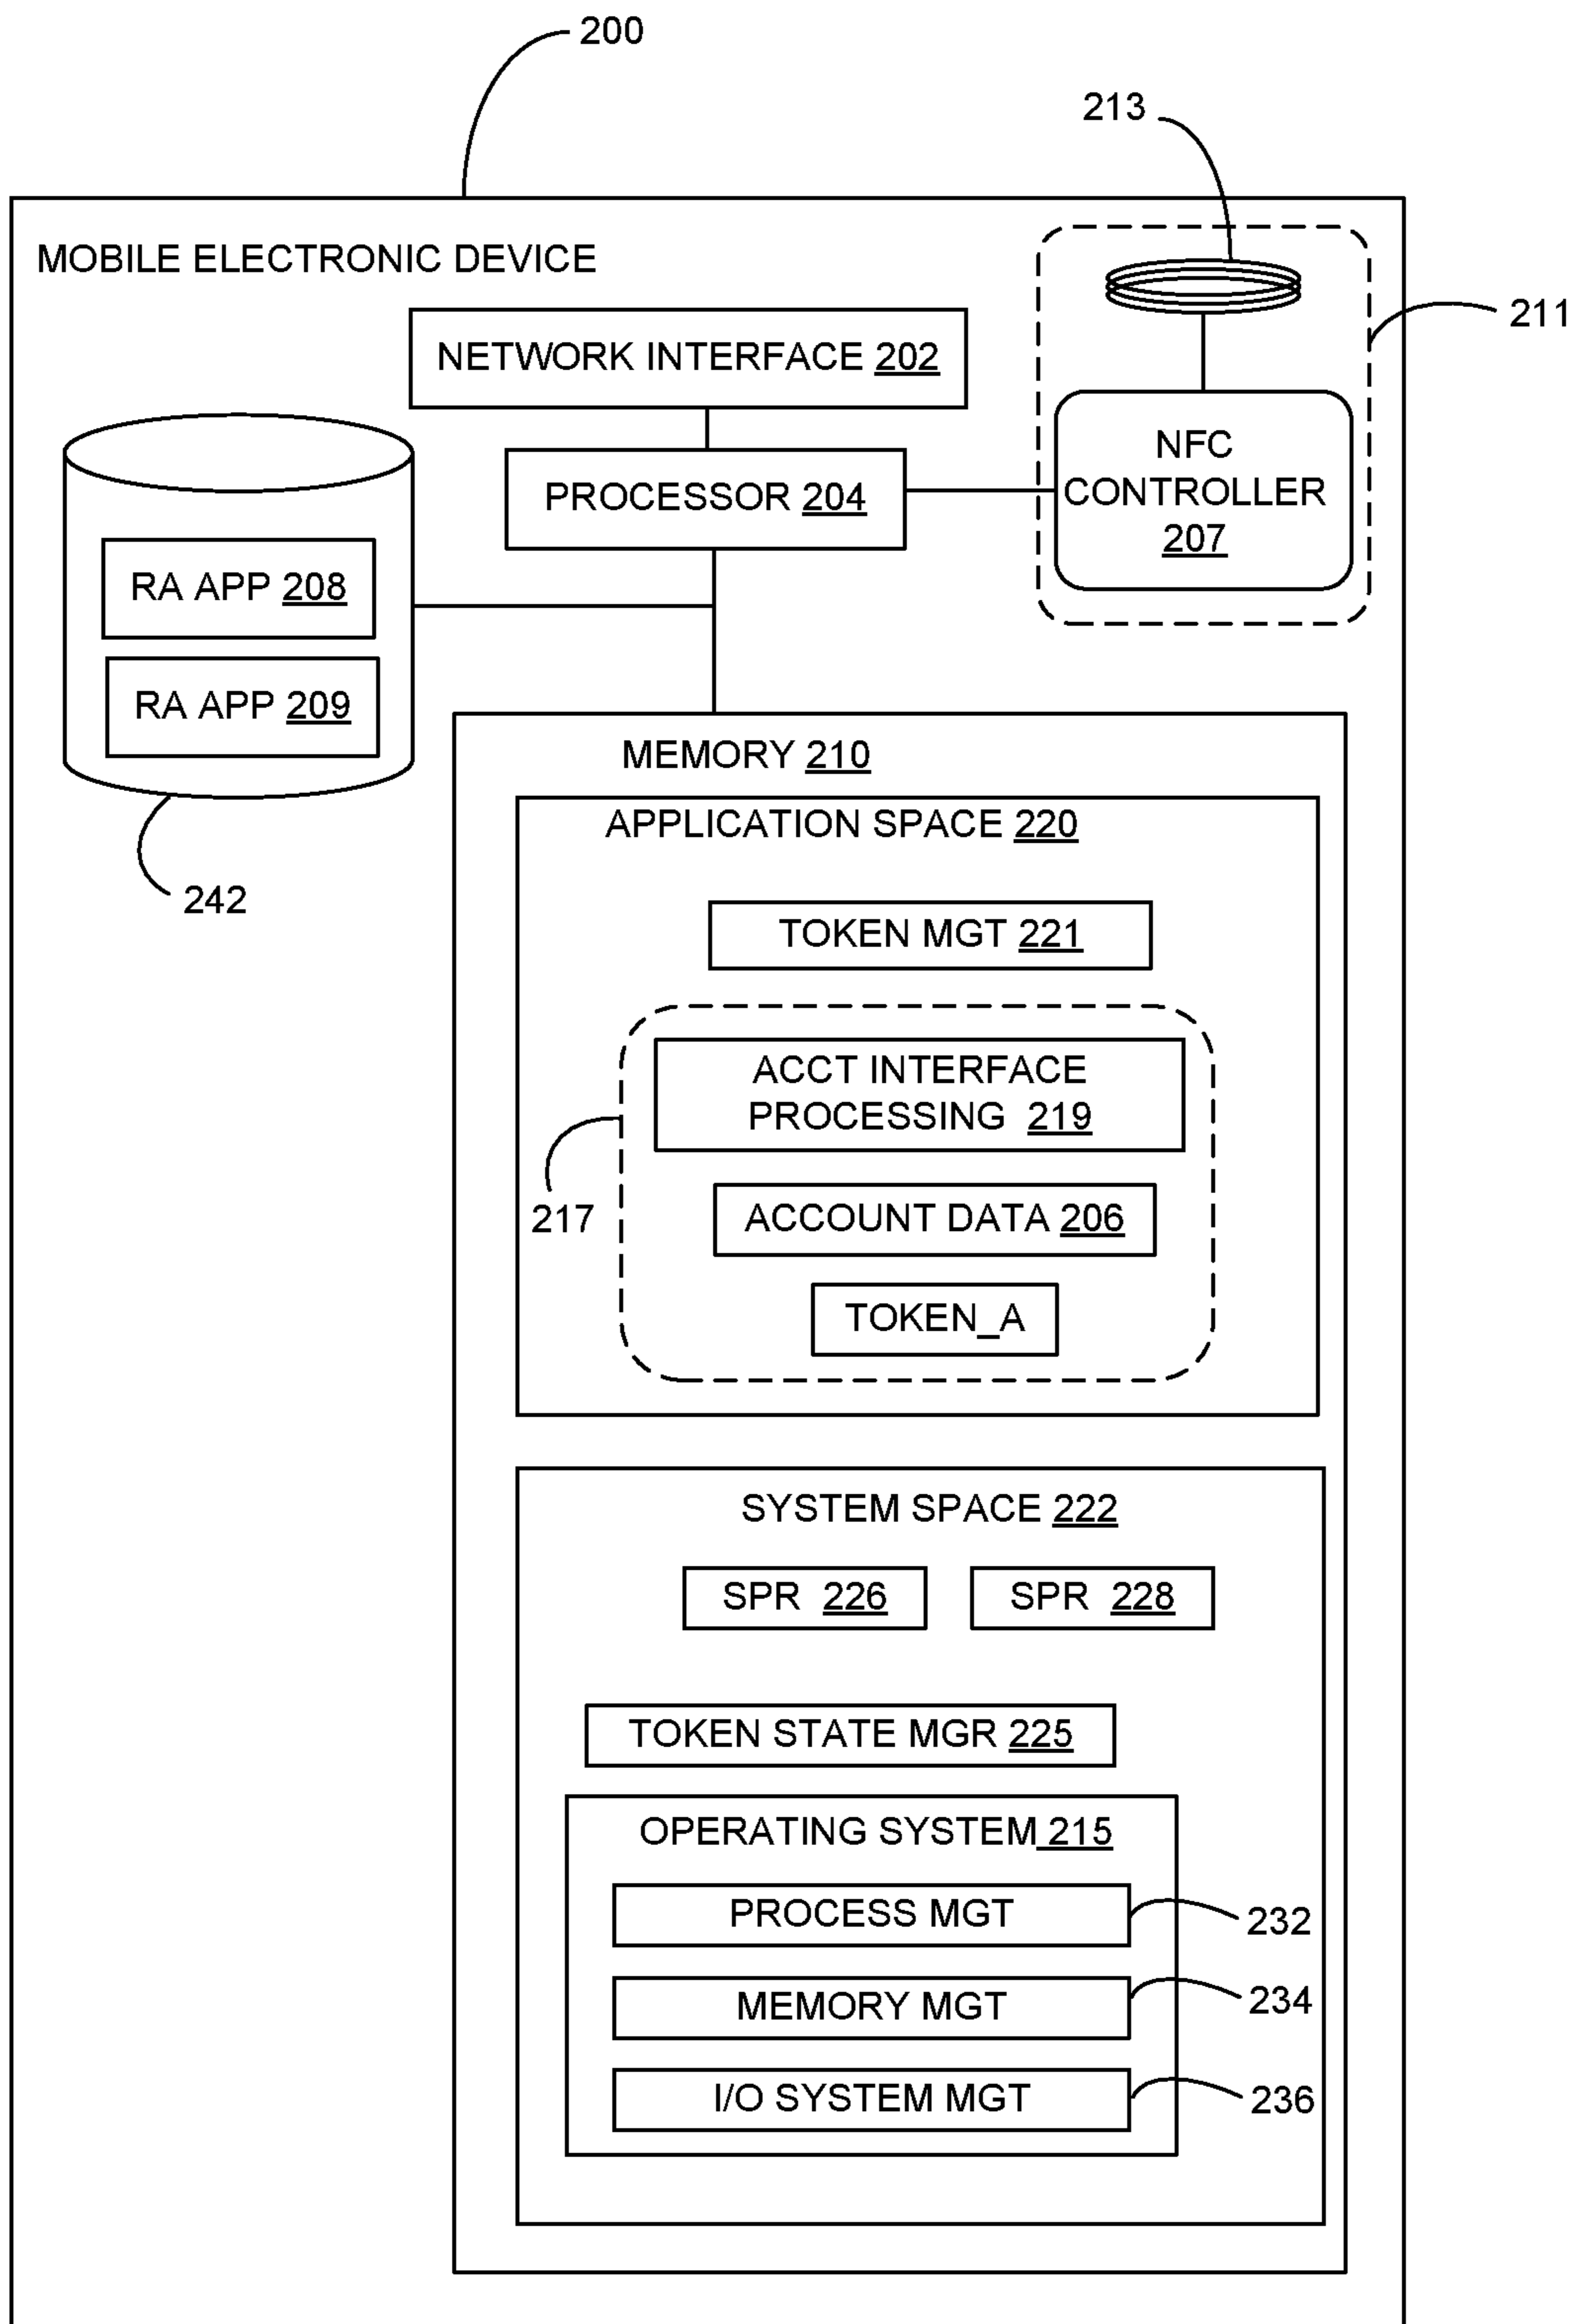 200
213
MOBILE ELECTRONIC DEVICE
211
NETWORK INTERFACE 202
NFC
CONTROLLER
207
PROCESSOR 204
RA APP 208
RA APP 209
242
MEMORY 210
APPLICATION SPACE 220
TOKEN MGT 221
ACCT INTERFACE
PROCESSING 219
217
ACCOUNT DATA 206
TOKEN_A
SYSTEM SPACE 222
SPR 226
SPR 228
TOKEN STATE MGR 225
OPERATING SYSTEM 215
PROCESS MGT
232
MEMORY MGT
234
I/O SYSTEM MGT
236